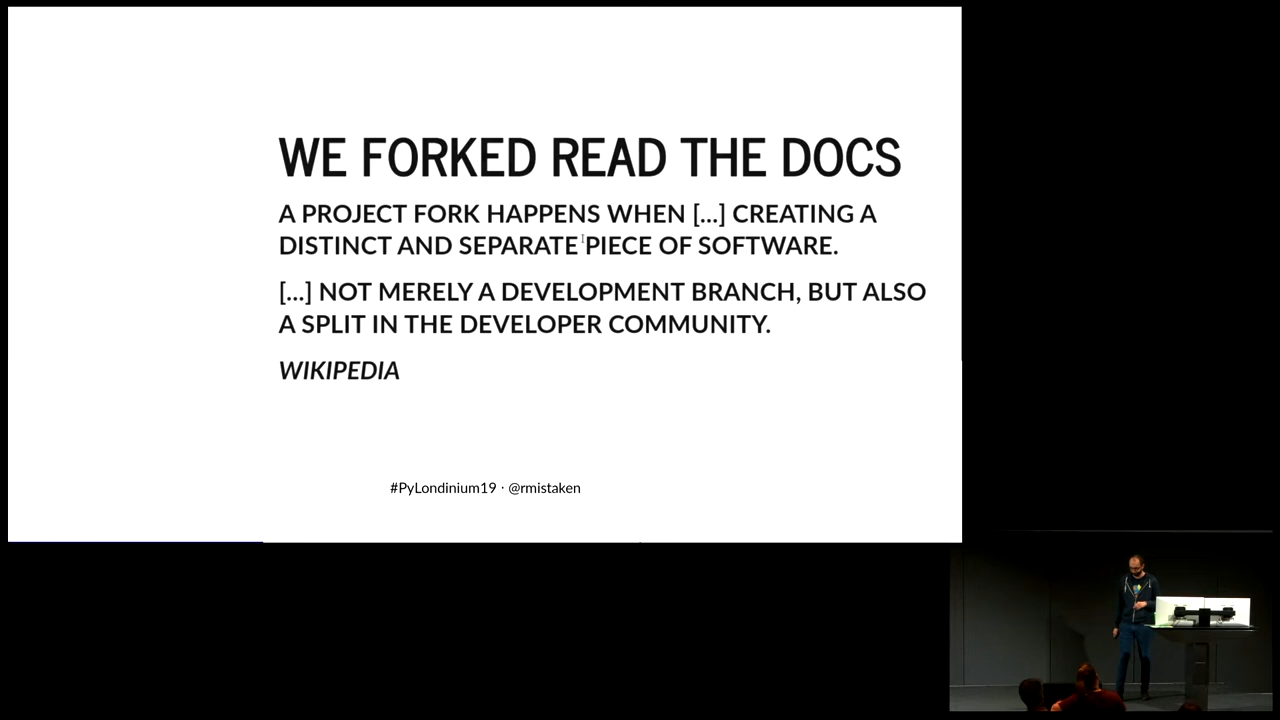 WE FORKED READ THE DOCS
A PROJECT FORK HAPPENS WHEN [...] CREATING A
DISTINCT AND SEPARATE PIECE OF SOFTWARE.
[...] NOT MERELY A DEVELOPMENT BRANCH, BUT ALSO
A SPLIT IN THE DEVELOPER COMMUNITY.
WIKIPEDIA
#PyLondinium19 · @rmistaken